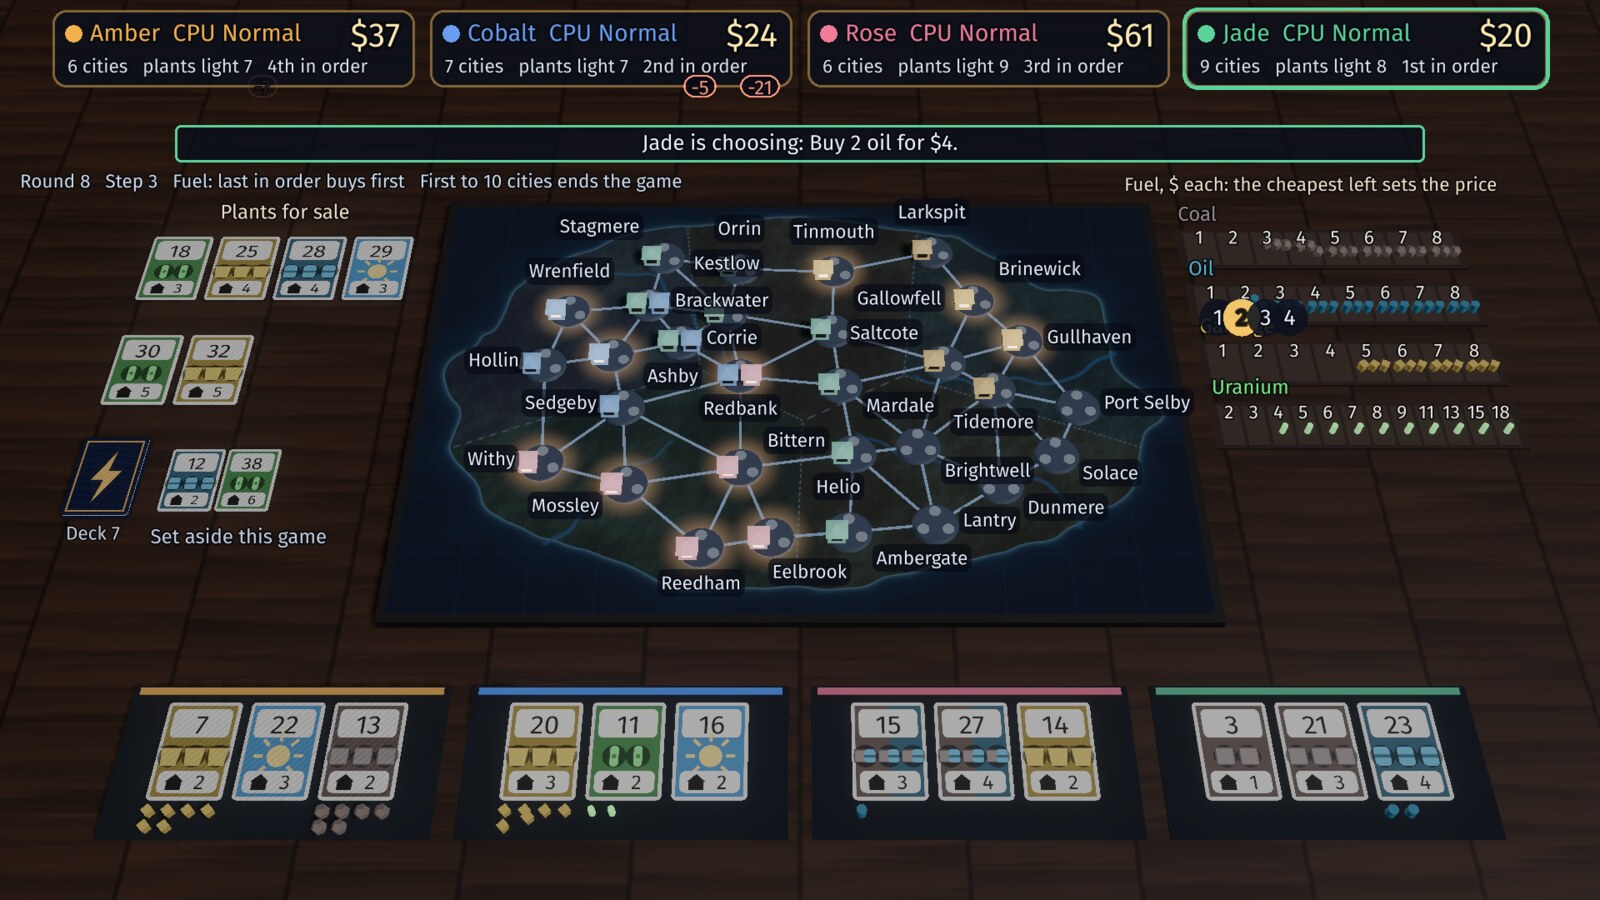 Amber CPU Normal $37
6 cities plants light 7 4th in order
Cobalt CPU Normal $24
7 cities plants light 7 2nd in order
-5 -21
Rose CPU Normal $61
6 cities plants light 9 3rd in order
Jade CPU Normal $20
9 cities plants light 8 1st in order
Jade is choosing: Buy 2 oil for $4.
Round 8 Step 3 Fuel: last in order buys first First to 10 cities ends the game
Plants for sale
18 25 28 29
3 4 4 3
30 32
5 5
12 38
2 6
Deck 7
Set aside this game
Stagmere
Orrin
Tinmouth
Larkspit
Wrenfield
Kestlow
Brinewick
Brackwater
Gallowfell
Corrie
Saltcote
Gullhaven
Hollin
Ashby
Sedgeby
Redbank
Mardale
Port Selby
Tidemore
Bittern
Withy
Brightwell
Solace
Helio
Mossley
Dunmere
Lantry
Ambergate
Eelbrook
Reedham
Fuel, $ each: the cheapest left sets the price
Coal
1 2 3 4 5 6 7 8
Oil
1 2 3 4 5 6 7 8
1 2 3 4
1 2 3 4 5 6 7 8
Uranium
2 3 4 5 6 7 8 9 11 13 15 18
7 22 13
2 3 2
20 11 16
3 2 2
15 27 14
3 4 2
3 21 23
1 3 4